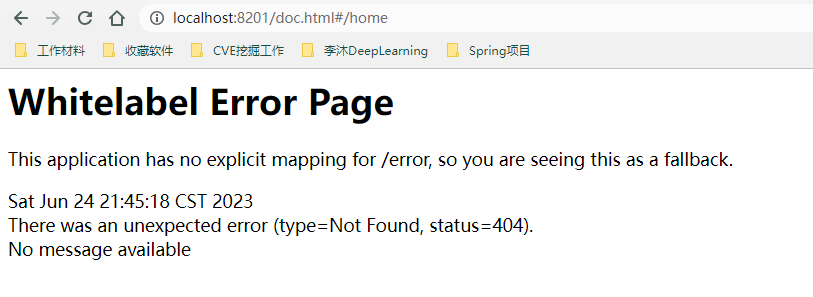 localhost:8201/doc.html#/home
工作材料 收藏软件 CVE挖掘工作 李沐DeepLearning Spring项目
Whitelabel Error Page
This application has no explicit mapping for /error, so you are seeing this as a fallback.
Sat Jun 24 21:45:18 CST 2023
There was an unexpected error (type=Not Found, status=404).
No message available